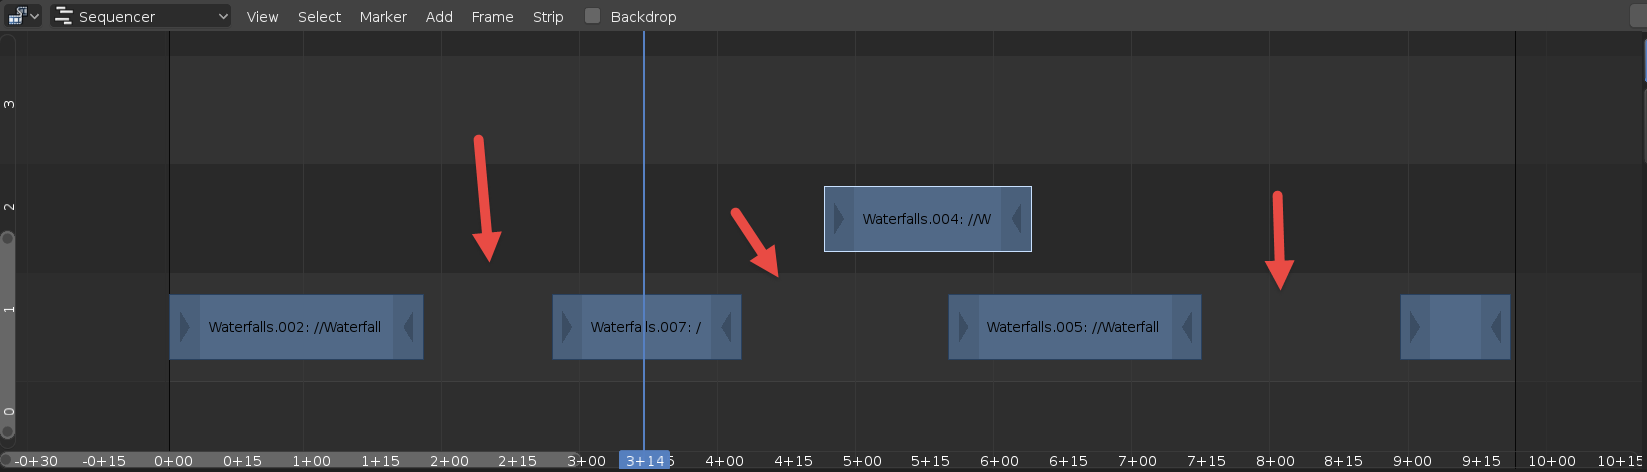 Sequencer View Select Marker Add Frame Strip Backdrop
3
2
Waterfalls.004: //W
1
Waterfalls.002: //Waterfall Waterfalls.007: / Waterfalls.005: //Waterfall
0
-0+30 -0+15 0+00 0+15 1+00 1+15 2+00 2+15 3+00 3+14 4+00 4+15 5+00 5+15 6+00 6+15 7+00 7+15 8+00 8+15 9+00 9+15 10+00 10+15